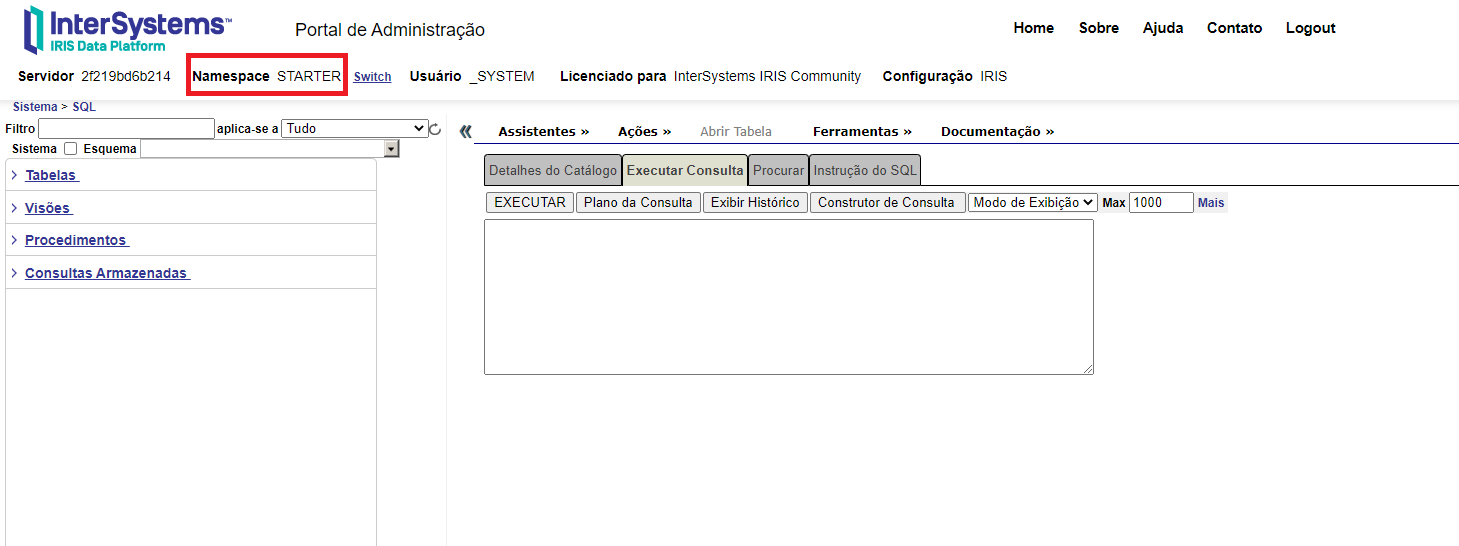 InterSystems™
IRIS Data Platform
Portal de Administração
Home Sobre Ajuda Contato Logout
Servidor 2f219bd6b214 Namespace STARTER Switch Usuário _SYSTEM Licenciado para InterSystems IRIS Community Configuração IRIS
Sistema > SQL
Filtro aplica-se a Tudo
Sistema Esquema
Tabelas
Visões
Procedimentos
Consultas Armazenadas
« Assistentes » Ações » Abrir Tabela Ferramentas » Documentação »
Detalhes do Catálogo Executar Consulta Procurar Instrução do SQL
EXECUTAR Plano da Consulta Exibir Histórico Construtor de Consulta Modo de Exibição Max 1000 Mais